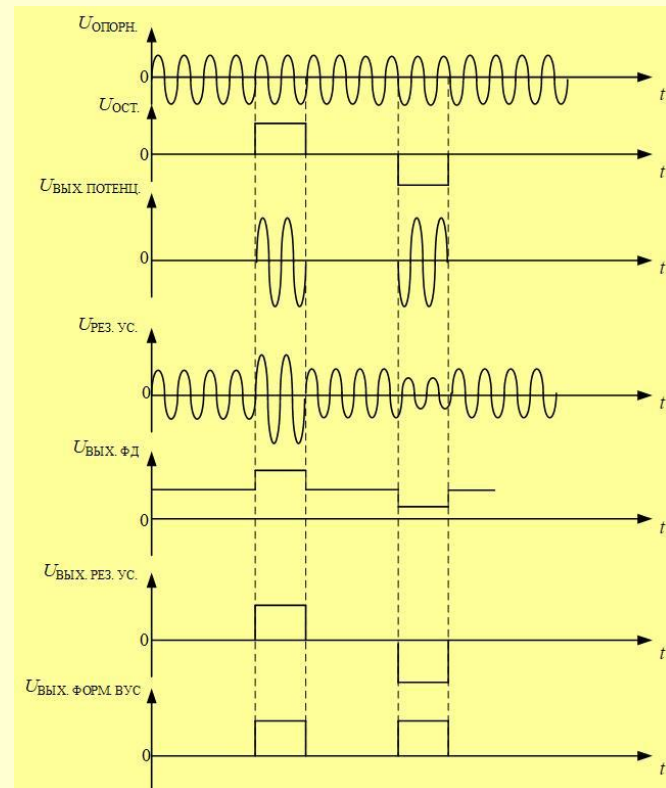 UОПОРН.
0
t
UОСТ.
0
t
UВЫХ. ПОТЕНЦ.
0
t
UРЕЗ. УС.
0
t
UВЫХ. ФД
0
t
UВЫХ. РЕЗ. УС.
0
t
UВЫХ. ФОРМ. ВУС
0
t